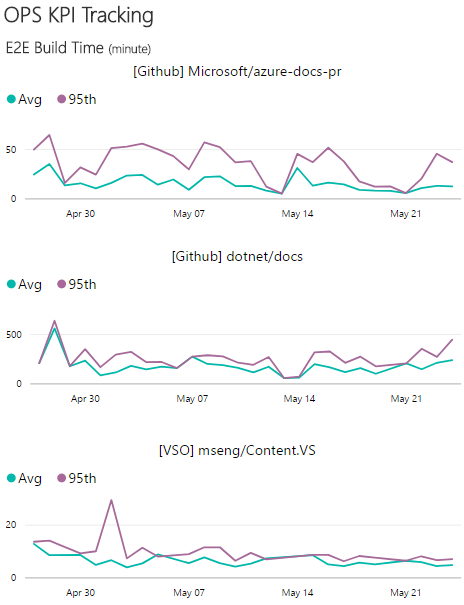 OPS KPI Tracking
E2E Build Time (minute)
[Github] Microsoft/azure-docs-pr
Avg 95th
50
0
Apr 30 May 07 May 14 May 21
[Github] dotnet/docs
Avg 95th
500
0
Apr 30 May 07 May 14 May 21
[VSO] mseng/Content.VS
Avg 95th
20
0
Apr 30 May 07 May 14 May 21